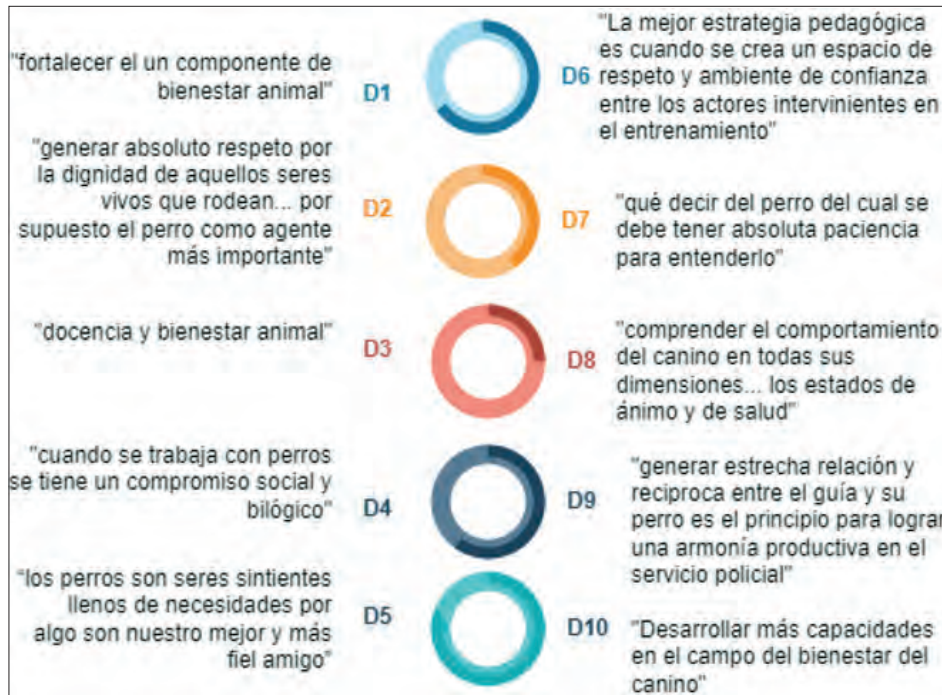 "fortalecer el un componente de
bienestar animal"
D1
"generar absoluto respeto por
la dignidad de aquellos seres
vivos que rodean... por
supuesto el perro como agente
más importante"
D2
"docencia y bienestar animal"
D3
"cuando se trabaja con perros
se tiene un compromiso social y
bilógico"
D4
"los perros son seres sintientes
llenos de necesidades por
algo son nuestro mejor y más
fiel amigo"
D5
D6
"La mejor estrategia pedagógica
es cuando se crea un espacio de
respeto y ambiente de confianza
entre los actores intervinientes en
el entrenamiento"
D7
"qué decir del perro del cual se
debe tener absoluta paciencia
para entenderlo"
D8
"comprender el comportamiento
del canino en todas sus
dimensiones... los estados de
ánimo y de salud"
D9
"generar estrecha relación y
reciproca entre el guía y su
perro es el principio para lograr
una armonía productiva en el
servicio policial"
D10
"Desarrollar más capacidades
en el campo del bienestar del
canino"